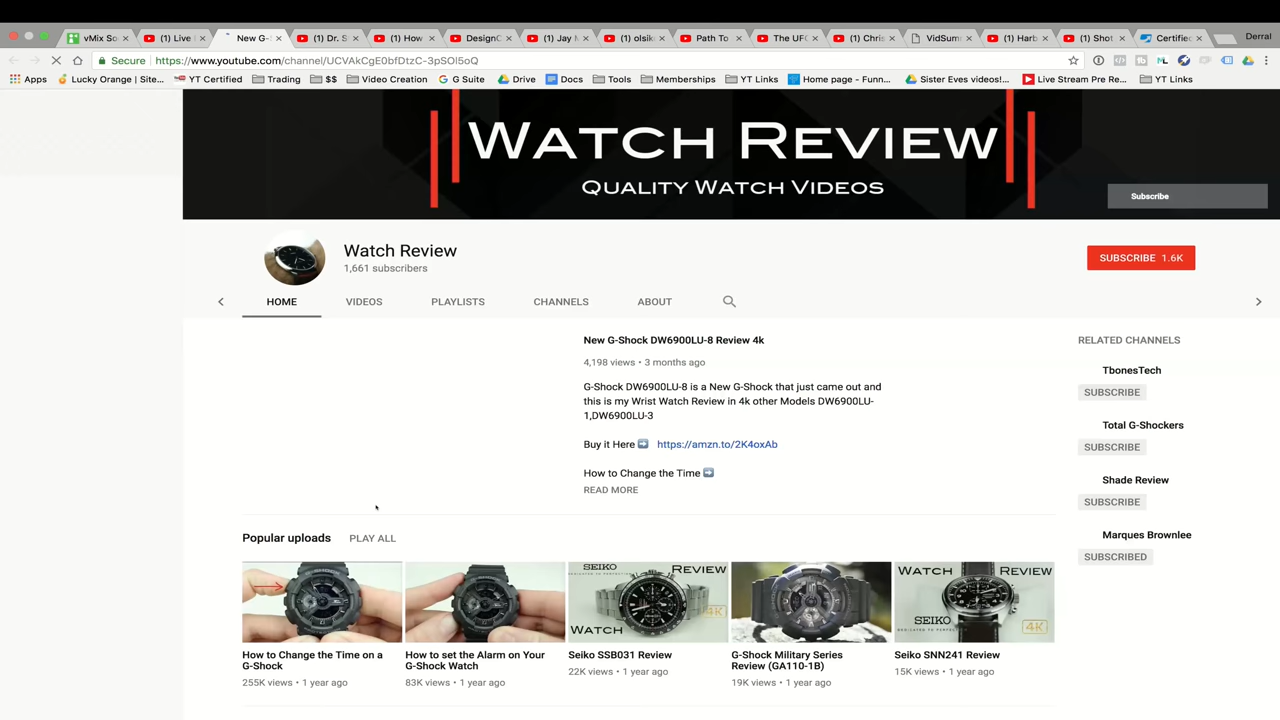 vMix So
(1) Live
New G-
(1) Dr. S
(1) How
DesignC
(1) Jay M
(1) olsik
Path To
The UFC
(1) Chris
VidSum
(1) Harb
(1) Shot
Certifie
Derral
Secure
https://www.youtube.com/channel/UCVAkCgE0bfDtzC-3pSOl5oQ
Apps
Lucky Orange | Site...
YT Certified
Trading
$$
Video Creation
G Suite
Drive
Docs
Tools
Memberships
YT Links
Home page - Funn...
Sister Eves videos!...
Live Stream Pre Re...
YT Links
WATCH REVIEW
QUALITY WATCH VIDEOS
Subscribe
Watch Review
1,661 subscribers
SUBSCRIBE 1.6K
HOME
VIDEOS
PLAYLISTS
CHANNELS
ABOUT
New G-Shock DW6900LU-8 Review 4k
4,198 views • 3 months ago
G-Shock DW6900LU-8 is a New G-Shock that just came out and
this is my Wrist Watch Review in 4k other Models DW6900LU-
1,DW6900LU-3
Buy it Here ➡️ https://amzn.to/2K4oxAb
How to Change the Time ➡️
READ MORE
RELATED CHANNELS
TbonesTech
SUBSCRIBE
Total G-Shockers
SUBSCRIBE
Shade Review
SUBSCRIBE
Marques Brownlee
SUBSCRIBED
Popular uploads
PLAY ALL
SEIKO
REVIEW
WATCH
4K
WATCH
REVIEW
SEIKO
DEDICATED TO PERFECTION
4K
How to Change the Time on a
G-Shock
255K views • 1 year ago
How to set the Alarm on Your
G-Shock Watch
83K views • 1 year ago
Seiko SSB031 Review
22K views • 1 year ago
G-Shock Military Series
Review (GA110-1B)
19K views • 1 year ago
Seiko SNN241 Review
15K views • 1 year ago